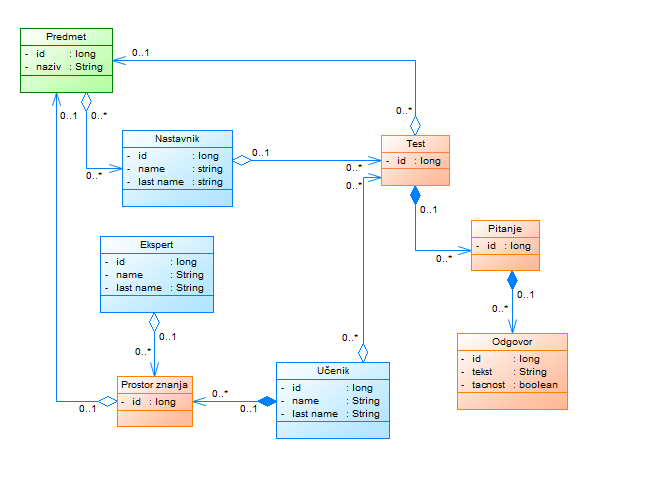 Predmet
- id : long
- naziv : String
0..1
0..1
0..*
0..*
0..*
Nastavnik
- id : long
- name : string
- last name : string
0..1
0..*
0..*
Test
- id : long
0..1
0..*
Pitanje
- id : long
0..1
0..*
Odgovor
- id : long
- tekst : String
- tacnost : boolean
Ekspert
- id : long
- name : String
- last name : String
0..1
0..*
Prostor znanja
- id : long
0..1
0..*
0..1
0..*
Učenik
- id : long
- name : String
- last name : String